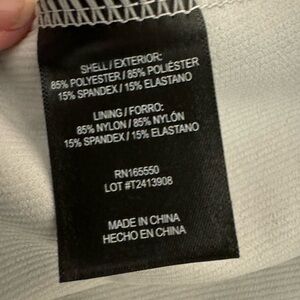 SHELL / EXTERIOR:
85% POLYESTER / 85% POLIÉSTER
15% SPANDEX / 15% ELASTANO
LINING / FORRO:
85% NYLON / 85% NYLÓN
15% SPANDEX / 15% ELASTANO
RN165550
LOT #T2413908
MADE IN CHINA
HECHO EN CHINA